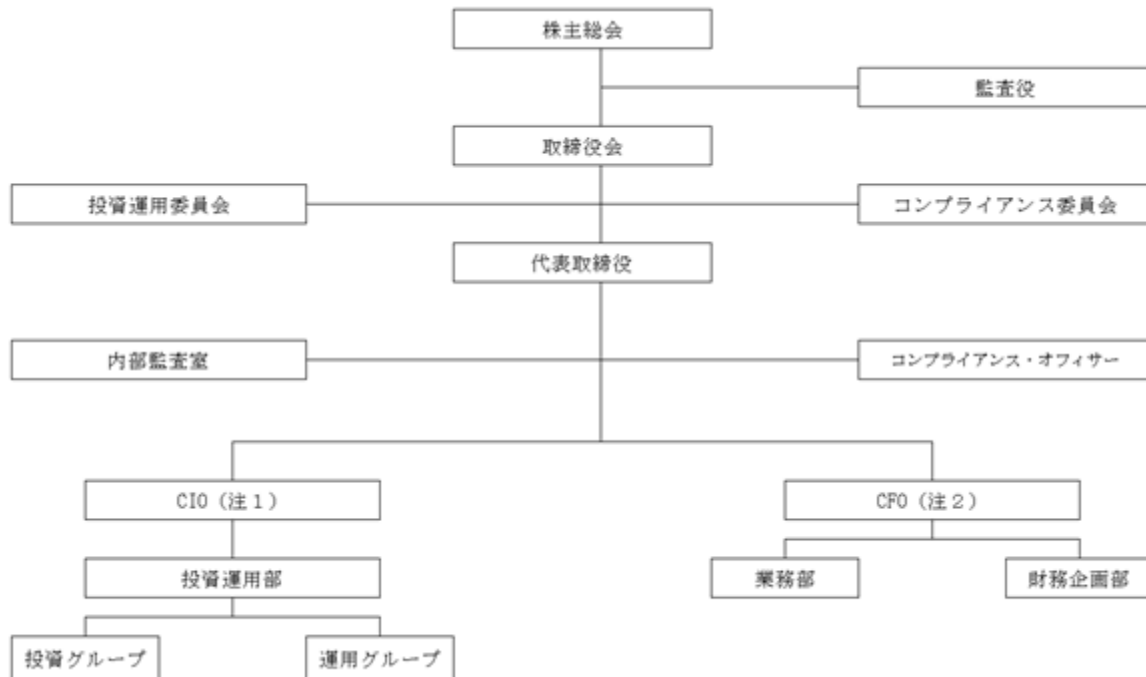 株主総会
監査役
取締役会
投資運用委員会
コンプライアンス委員会
代表取締役
内部監査室
コンプライアンス・オフィサー
CIO（注１）
CFO（注２）
投資運用部
業務部
財務企画部
投資グループ
運用グループ